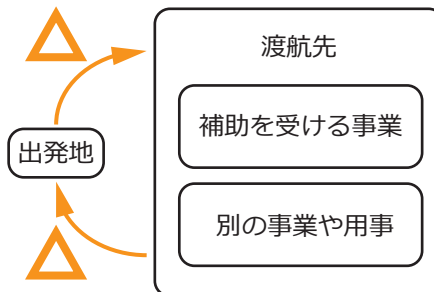 渡航先
補助を受ける事業
出発地
別の事業や用事